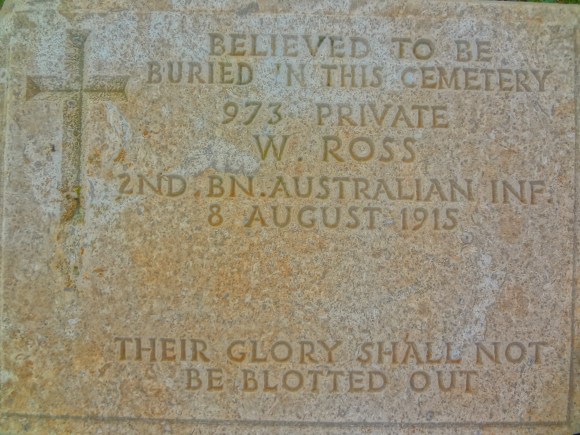 BELIEVED TO BE
BURIED IN THIS CEMETERY
973 PRIVATE
W. ROSS
2ND. BN. AUSTRALIAN INF.
8 AUGUST 1915
THEIR GLORY SHALL NOT
BE BLOTTED OUT